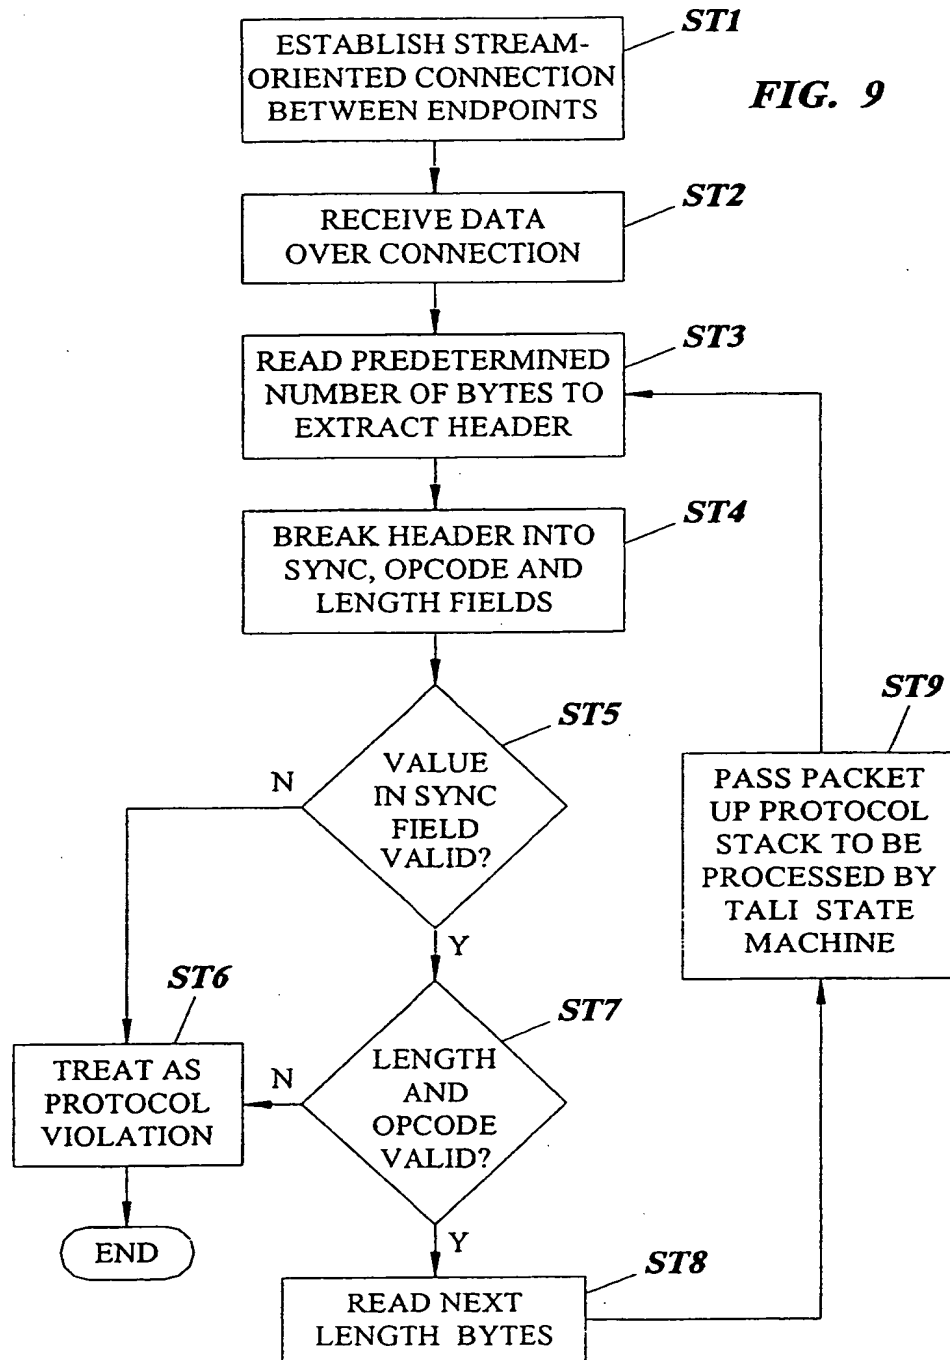 ST1
ESTABLISH STREAM-
ORIENTED CONNECTION
BETWEEN ENDPOINTS
FIG. 9
ST2
RECEIVE DATA
OVER CONNECTION
ST3
READ PREDETERMINED
NUMBER OF BYTES TO
EXTRACT HEADER
ST4
BREAK HEADER INTO
SYNC, OPCODE AND
LENGTH FIELDS
ST5
VALUE
IN SYNC
FIELD
VALID?
N
Y
ST6
TREAT AS
PROTOCOL
VIOLATION
END
ST7
LENGTH
AND
OPCODE
VALID?
N
Y
ST8
READ NEXT
LENGTH BYTES
ST9
PASS PACKET
UP PROTOCOL
STACK TO BE
PROCESSED BY
TALI STATE
MACHINE